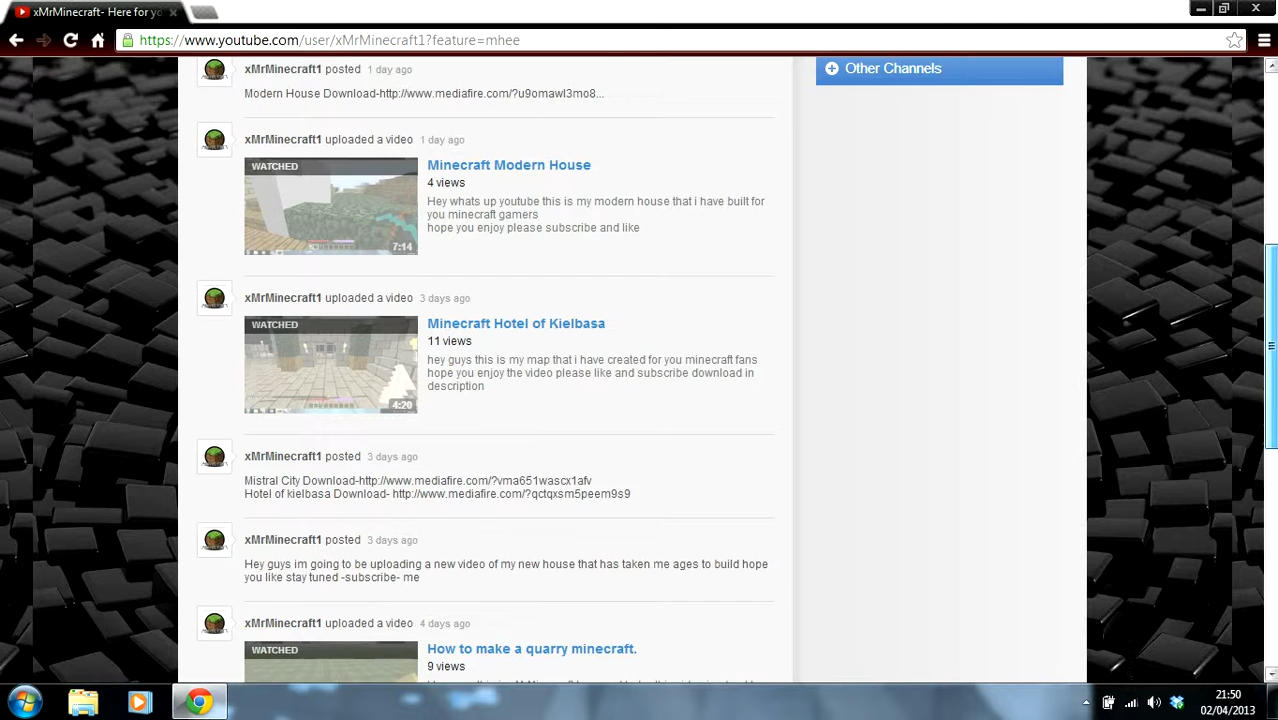 xMrMinecraft- Here for yo
https://www.youtube.com/user/xMrMinecraft1?feature=mhee
xMrMinecraft1 posted 1 day ago
Other Channels
Modern House Download-http://www.mediafire.com/?u9omawl3mo8...
xMrMinecraft1 uploaded a video 1 day ago
WATCHED
Minecraft Modern House
4 views
Hey whats up youtube this is my modern house that i have built for
you minecraft gamers
hope you enjoy please subscribe and like
7:14
xMrMinecraft1 uploaded a video 3 days ago
WATCHED
Minecraft Hotel of Kielbasa
11 views
hey guys this is my map that i have created for you minecraft fans
hope you enjoy the video please like and subscribe download in
description
4:20
xMrMinecraft1 posted 3 days ago
Mistral City Download-http://www.mediafire.com/?vma651wascx1afv
Hotel of kielbasa Download- http://www.mediafire.com/?qctqxsm5peem9s9
xMrMinecraft1 posted 3 days ago
Hey guys im going to be uploading a new video of my new house that has taken me ages to build hope
you like stay tuned -subscribe- me
xMrMinecraft1 uploaded a video 4 days ago
WATCHED
How to make a quarry minecraft.
9 views
21:50
02/04/2013